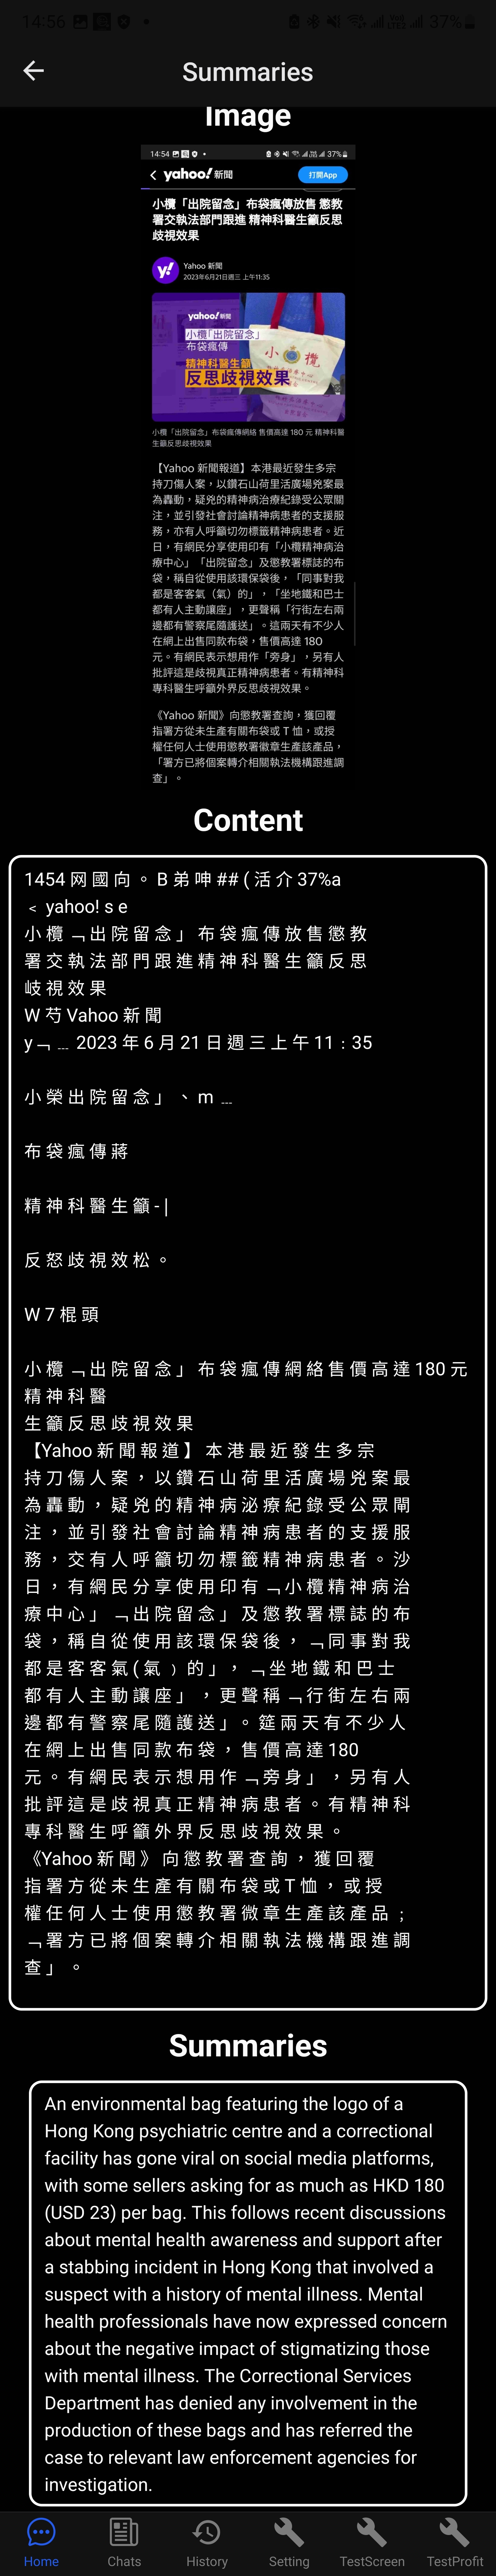 14:56 37%
Summaries
Image
14:54 37%
yahoo!新聞 打開App
小欖「出院留念」布袋瘋傳放售 懲教
署交執法部門跟進 精神科醫生籲反思
歧視效果
Yahoo 新聞
2023年6月21日週三 上午11:35
yahoo!新聞
小欖「出院留念」
布袋瘋傳
精神科醫生籲
反思歧視效果
小欖
小欖「出院留念」布袋瘋傳網絡 售價高達 180 元 精神科醫
生籲反思歧視效果
【Yahoo 新聞報道】本港最近發生多宗
持刀傷人案，以鑽石山荷里活廣場兇案最
為轟動，疑兇的精神病治療紀錄受公眾關
注，並引發社會討論精神病患者的支援服
務，亦有人呼籲切勿標籤精神病患者。近
日，有網民分享使用印有「小欖精神病治
療中心」「出院留念」及懲教署標誌的布
袋，稱自從使用該環保袋後，「同事對我
都是客客氣（氣）的」，「坐地鐵和巴士
都有人主動讓座」，更聲稱「行街左右兩
邊都有警察尾隨護送」。這兩天有不少人
在網上出售同款布袋，售價高達 180
元。有網民表示想用作「旁身」，另有人
批評這是歧視真正精神病患者。有精神科
專科醫生呼籲外界反思歧視效果。
《Yahoo 新聞》向懲教署查詢，獲回覆
指署方從未生產有關布袋或 T 恤，或授
權任何人士使用懲教署徽章生產該產品，
「署方已將個案轉介相關執法機構跟進調
查」。
Content
1454 网 國 向 。 B 弟 呻 ## ( 活 介 37%a
﹤ yahoo! s e
小 欖 ﹁ 出 院 留 念 」 布 袋 瘋 傳 放 售 懲 教
署 交 執 法 部 門 跟 進 精 神 科 醫 生 籲 反 思
岐 視 效 果
W 芍 Vahoo 新 聞
y ﹁ ﹍ 2023 年 6 月 21 日 週 三 上 午 11 : 35
小 榮 出 院 留 念 」 、 m ﹍
布 袋 瘋 傳 蔣
精 神 科 醫 生 籲 - |
反 怒 歧 視 效 松 。
W 7 棍 頭
小 欖 ﹁ 出 院 留 念 」 布 袋 瘋 傳 網 絡 售 價 高 達 180 元
精 神 科 醫
生 籲 反 思 歧 視 效 果
【Yahoo 新 聞 報 道 】 本 港 最 近 發 生 多 宗
持 刀 傷 人 案 ， 以 鑽 石 山 荷 里 活 廣 場 兇 案 最
為 轟 動 ， 疑 兇 的 精 神 病 泌 療 紀 錄 受 公 眾 閘
注 ， 並 引 發 社 會 討 論 精 神 病 患 者 的 支 援 服
務 ， 交 有 人 呼 籲 切 勿 標 籤 精 神 病 患 者 。 沙
日 ， 有 網 民 分 享 使 用 印 有 ﹁ 小 欖 精 神 病 治
療 中 心 」 ﹁ 出 院 留 念 」 及 懲 教 署 標 誌 的 布
袋 ， 稱 自 從 使 用 該 環 保 袋 後 ， ﹁ 同 事 對 我
都 是 客 客 氣 ( 氣 ﹚ 的 」 ， ﹁ 坐 地 鐵 和 巴 士
都 有 人 主 動 讓 座 」 ， 更 聲 稱 ﹁ 行 街 左 右 兩
邊 都 有 警 察 尾 隨 護 送 」 。 筵 兩 天 有 不 少 人
在 網 上 出 售 同 款 布 袋 ， 售 價 高 達 180
元 。 有 網 民 表 示 想 用 作 ﹁ 旁 身 」 ， 另 有 人
批 評 這 是 歧 視 真 正 精 神 病 患 者 。 有 精 神 科
專 科 醫 生 呼 籲 外 界 反 思 歧 視 效 果 。
《Yahoo 新 聞 》 向 懲 教 署 查 詢 ， 獲 回 覆
指 署 方 從 未 生 產 有 關 布 袋 或 T 恤 ， 或 授
權 任 何 人 士 使 用 懲 教 署 微 章 生 產 該 產 品 ；
﹁ 署 方 已 將 個 案 轉 介 相 關 執 法 機 構 跟 進 調
查 」 。
Summaries
An environmental bag featuring the logo of a
Hong Kong psychiatric centre and a correctional
facility has gone viral on social media platforms,
with some sellers asking for as much as HKD 180
(USD 23) per bag. This follows recent discussions
about mental health awareness and support after
a stabbing incident in Hong Kong that involved a
suspect with a history of mental illness. Mental
health professionals have now expressed concern
about the negative impact of stigmatizing those
with mental illness. The Correctional Services
Department has denied any involvement in the
production of these bags and has referred the
case to relevant law enforcement agencies for
investigation.
Home Chats History Setting TestScreen TestProfit